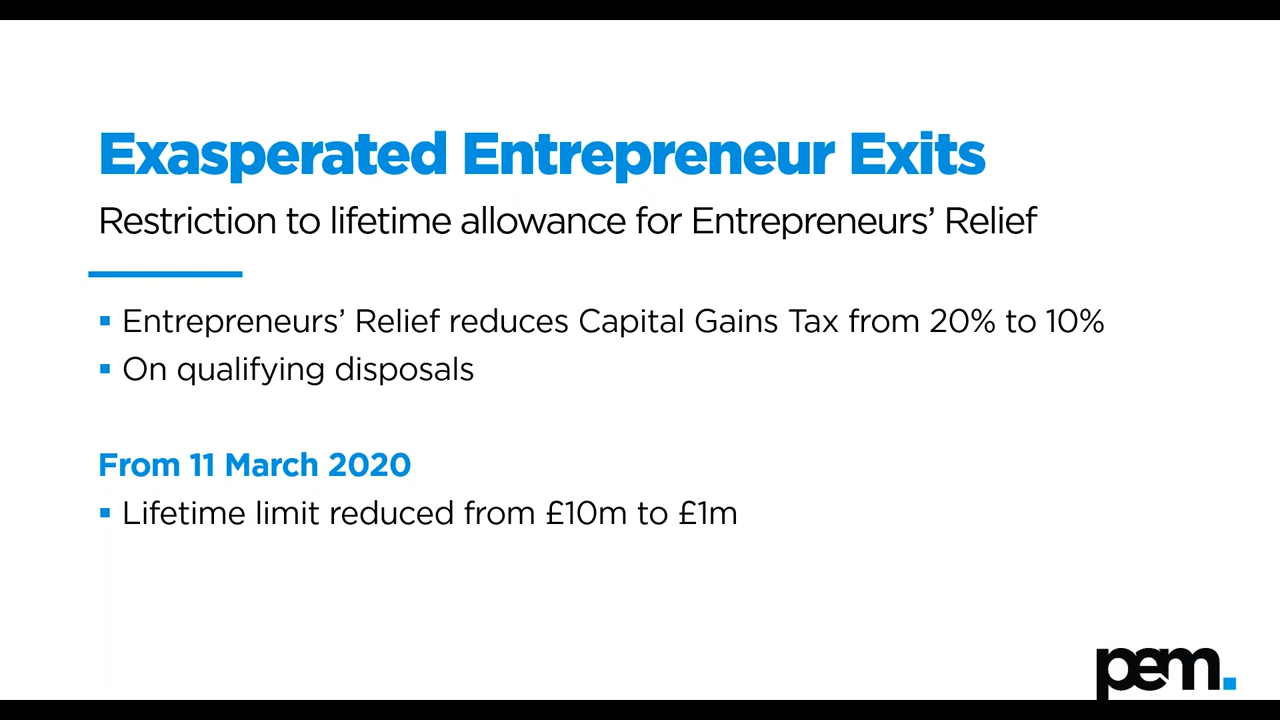 Exasperated Entrepreneur Exits
Restriction to lifetime allowance for Entrepreneurs’ Relief
▪ Entrepreneurs’ Relief reduces Capital Gains Tax from 20% to 10%
▪ On qualifying disposals
From 11 March 2020
▪ Lifetime limit reduced from £10m to £1m
pem.